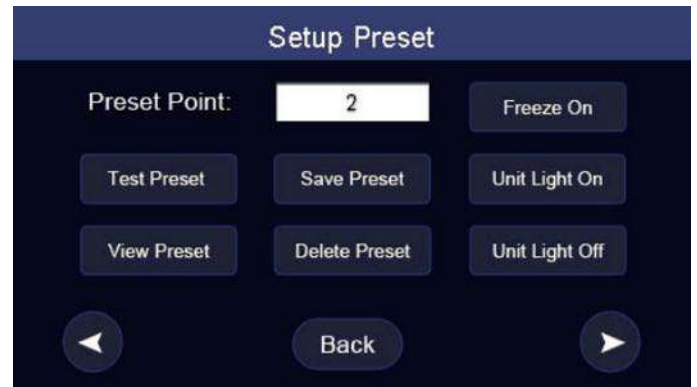 Setup Preset
Preset Point: 2 Freeze On
Test Preset Save Preset Unit Light On
View Preset Delete Preset Unit Light Off
Back